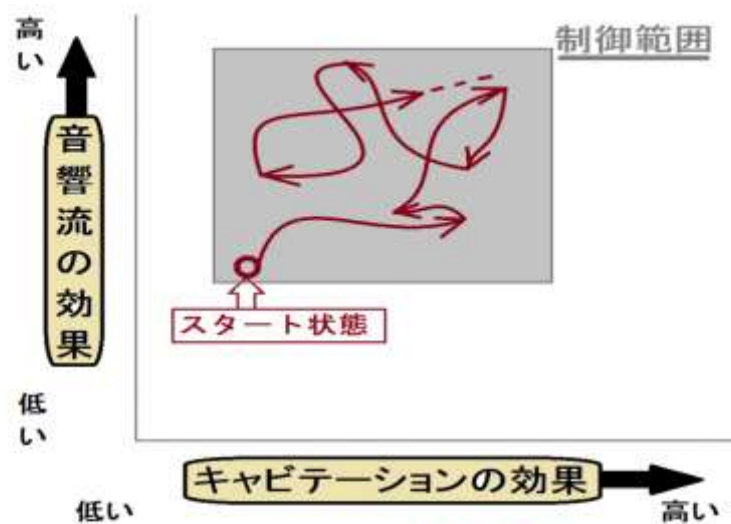 高い
制御範囲
音響流の効果
スタート状態
低い
キャビテーションの効果
低い
高い